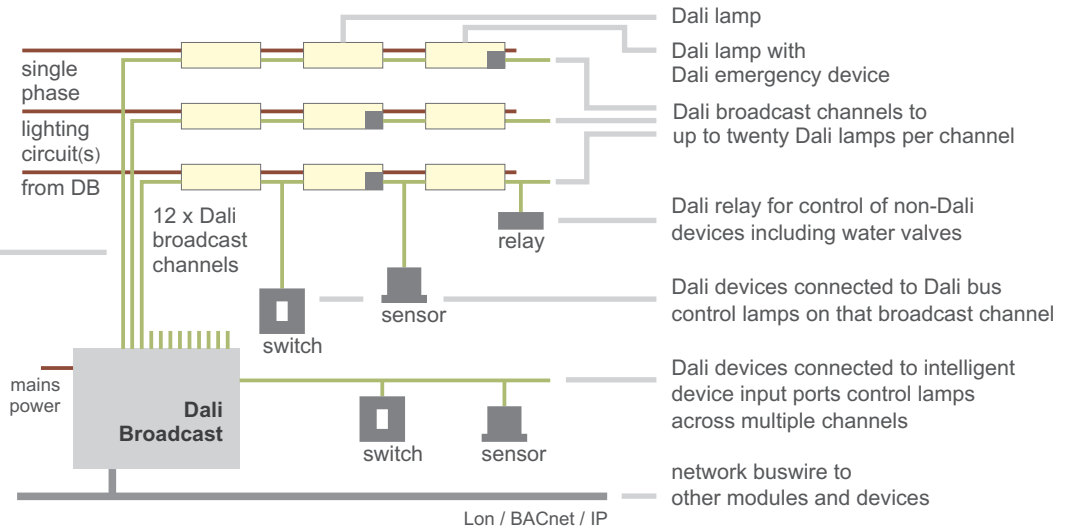 Dali lamp
Dali lamp with
Dali emergency device
single
phase
lighting
circuit(s)
from DB
Dali broadcast channels to
up to twenty Dali lamps per channel
12 x Dali
broadcast
channels
relay
Dali relay for control of non-Dali
devices including water valves
switch
sensor
Dali devices connected to Dali bus
control lamps on that broadcast channel
mains
power
Dali
Broadcast
switch
sensor
Dali devices connected to intelligent
device input ports control lamps
across multiple channels
network buswire to
other modules and devices
Lon / BACnet / IP